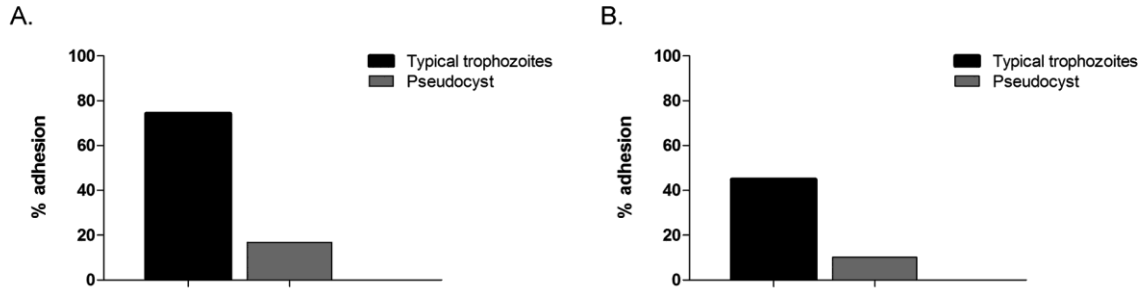 A.
% adhesion
100
80
60
40
20
0
Typical trophozoites
Pseudocyst
B.
% adhesion
100
80
60
40
20
0
Typical trophozoites
Pseudocyst